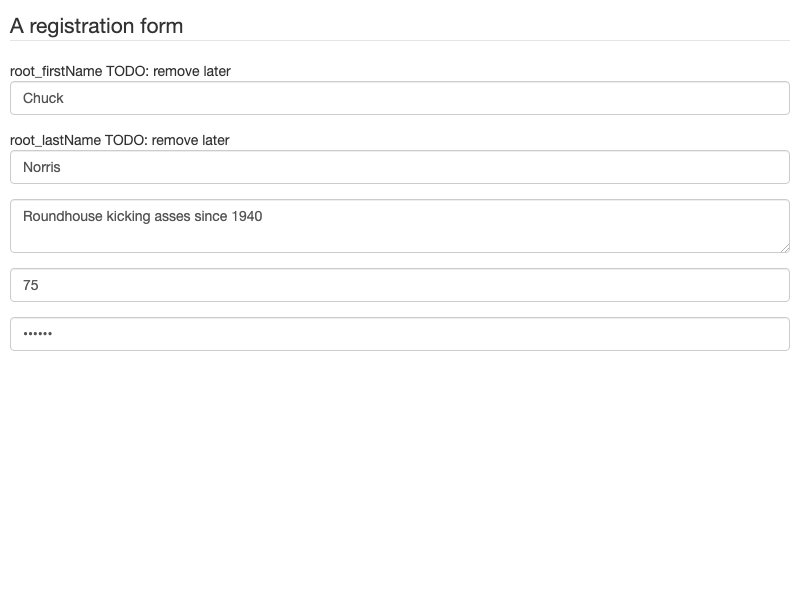 A registration form
root_firstName TODO: remove later
Chuck
root_lastName TODO: remove later
Norris
Roundhouse kicking asses since 1940
75
••••••